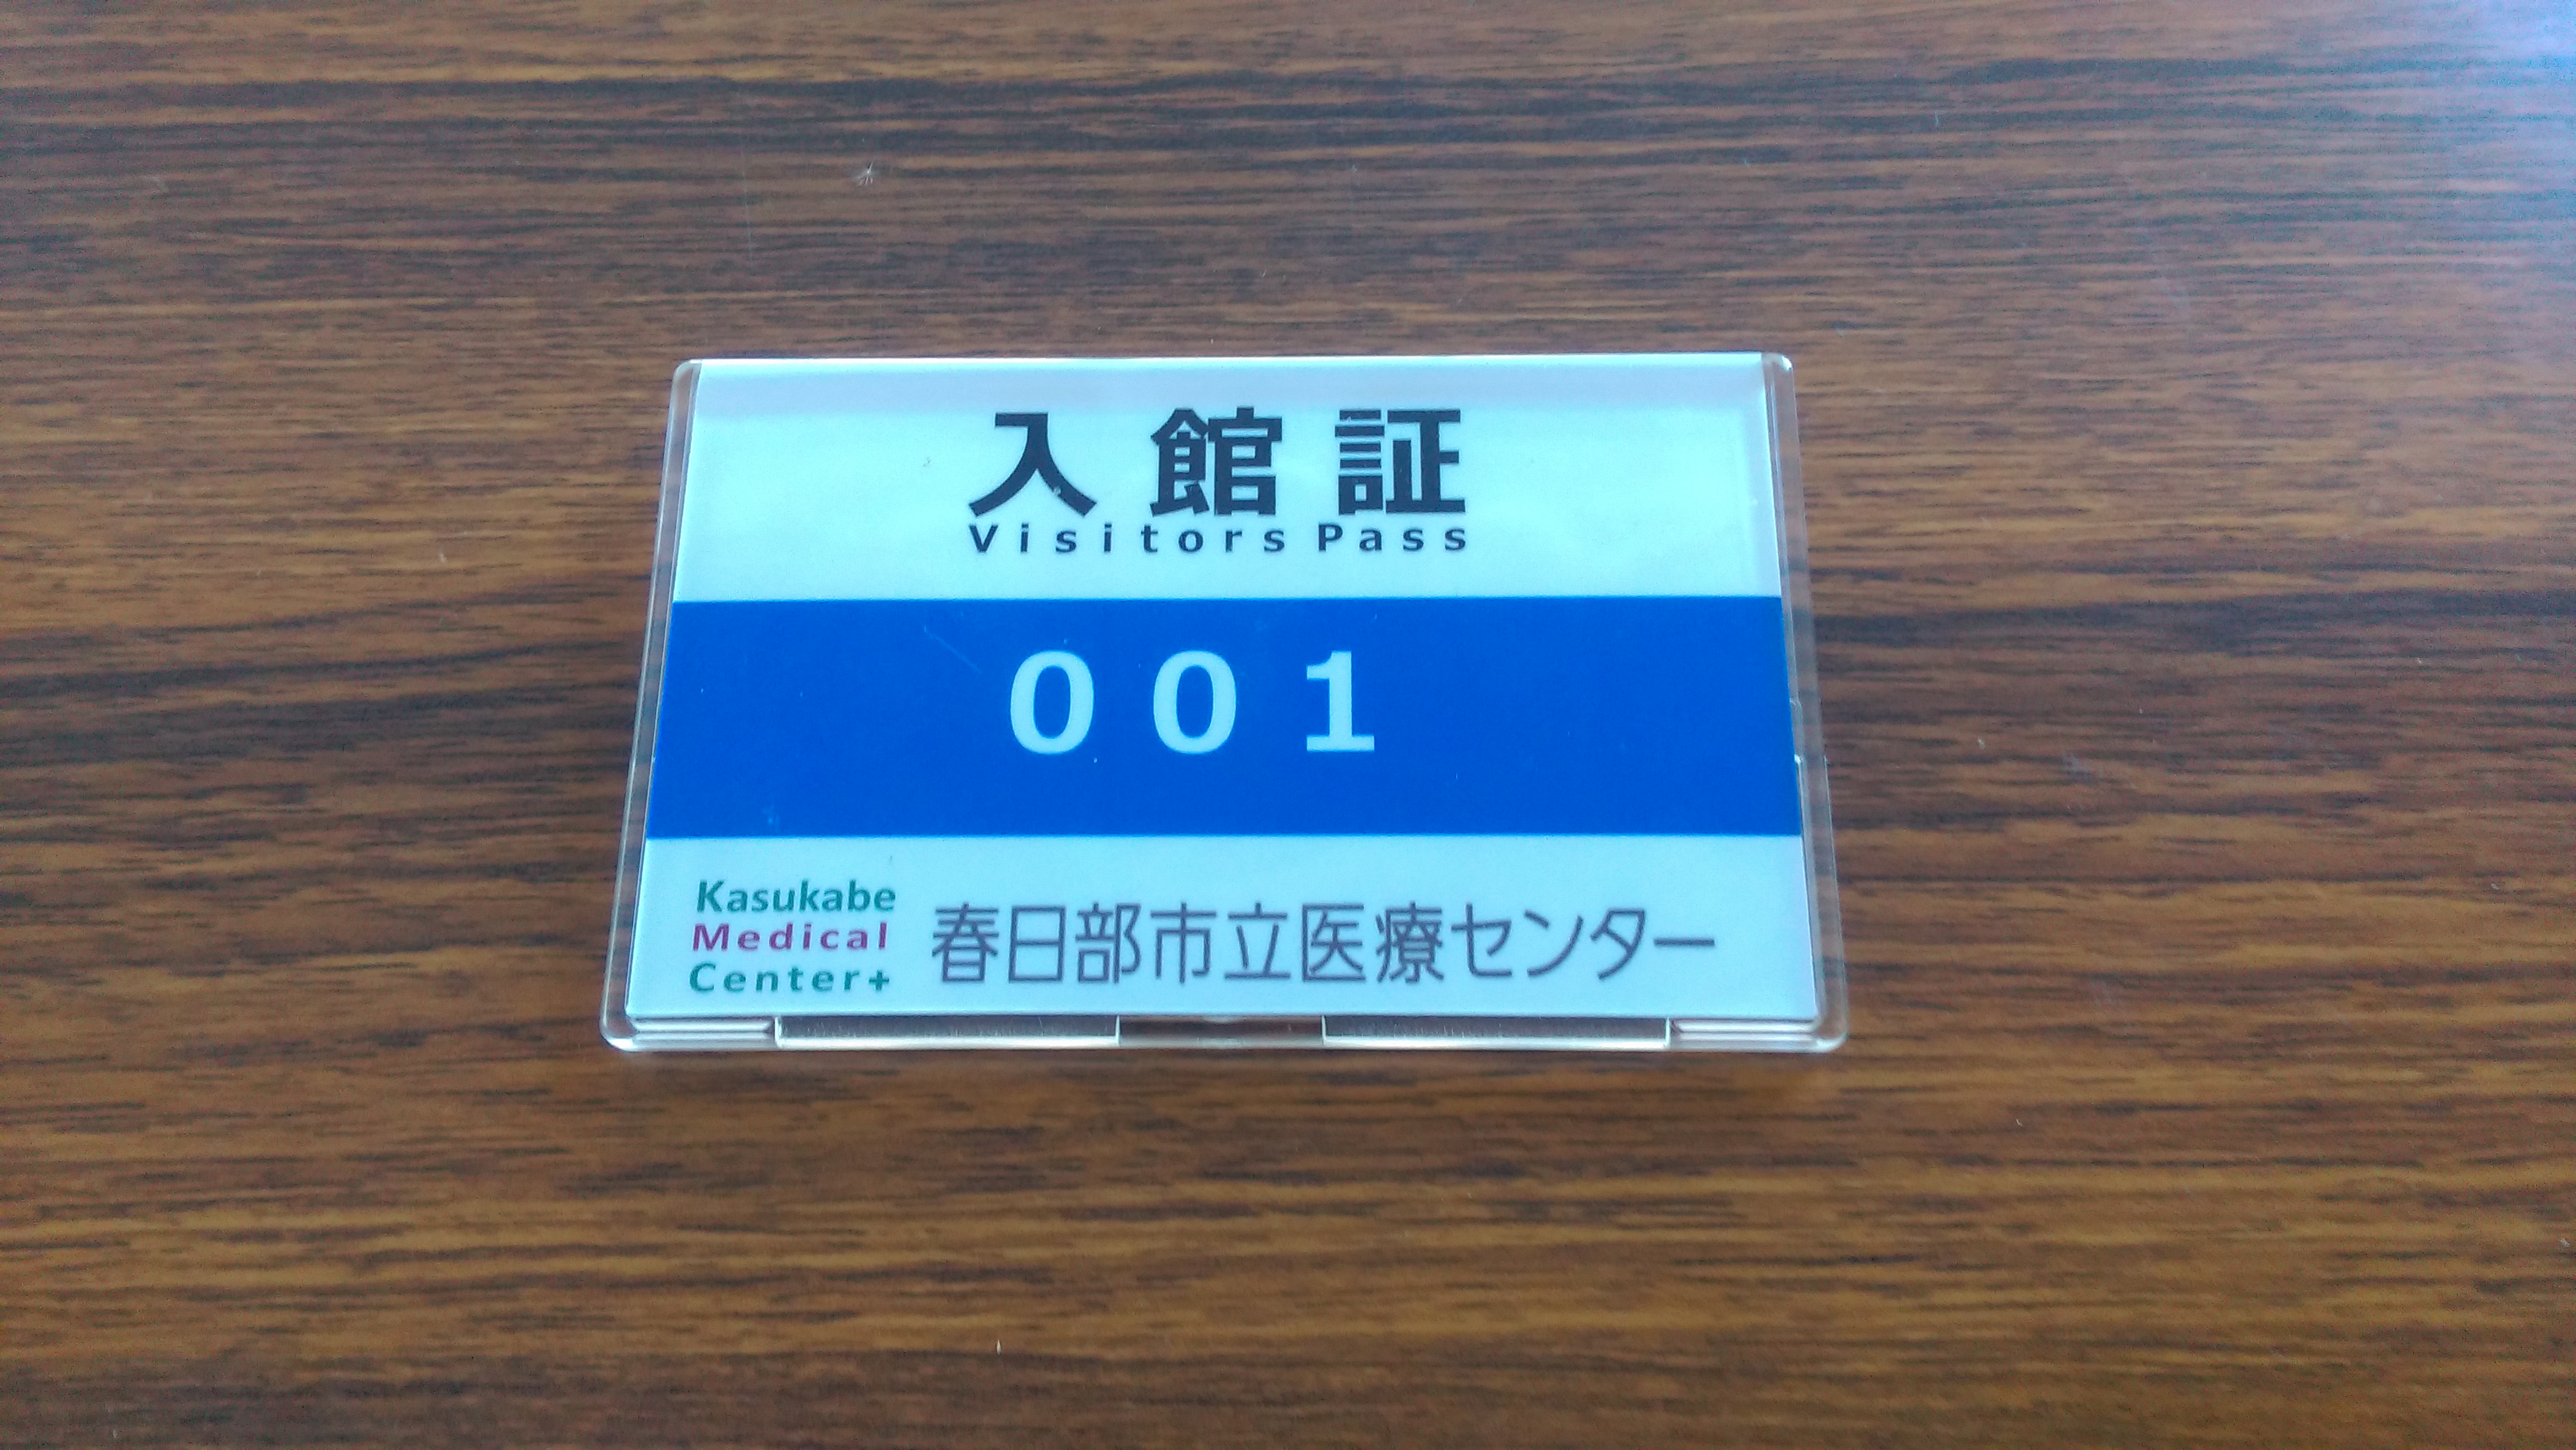 入館証
Visitors Pass
001
Kasukabe
Medical
Center+
春日部市立医療センター